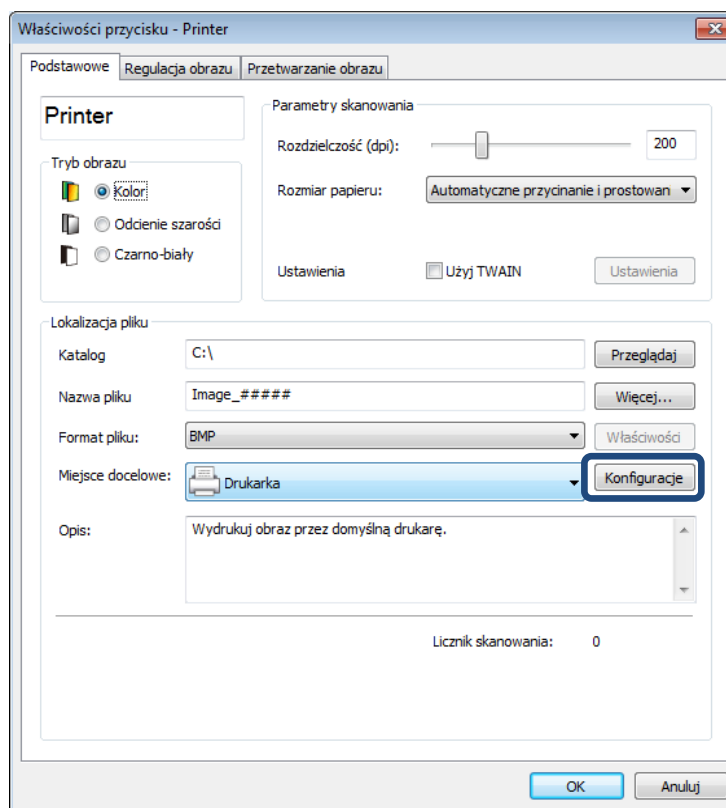 Właściwości przycisku - Printer
Podstawowe Regulacja obrazu Przetwarzanie obrazu
Printer
Parametry skanowania
Rozdzielczość (dpi): 200
Tryb obrazu
Kolor
Rozmiar papieru: Automatyczne przycinanie i prostowan
Odcienie szarości
Czarno-biały
Ustawienia Użyj TWAIN Ustawienia
Lokalizacja pliku
Katalog C:\ Przeglądaj
Nazwa pliku Image_##### Więcej...
Format pliku: BMP Właściwości
Miejsce docelowe: Drukarka Konfiguracje
Opis: Wydrukuj obraz przez domyślną drukarę.
Licznik skanowania: 0
OK Anuluj